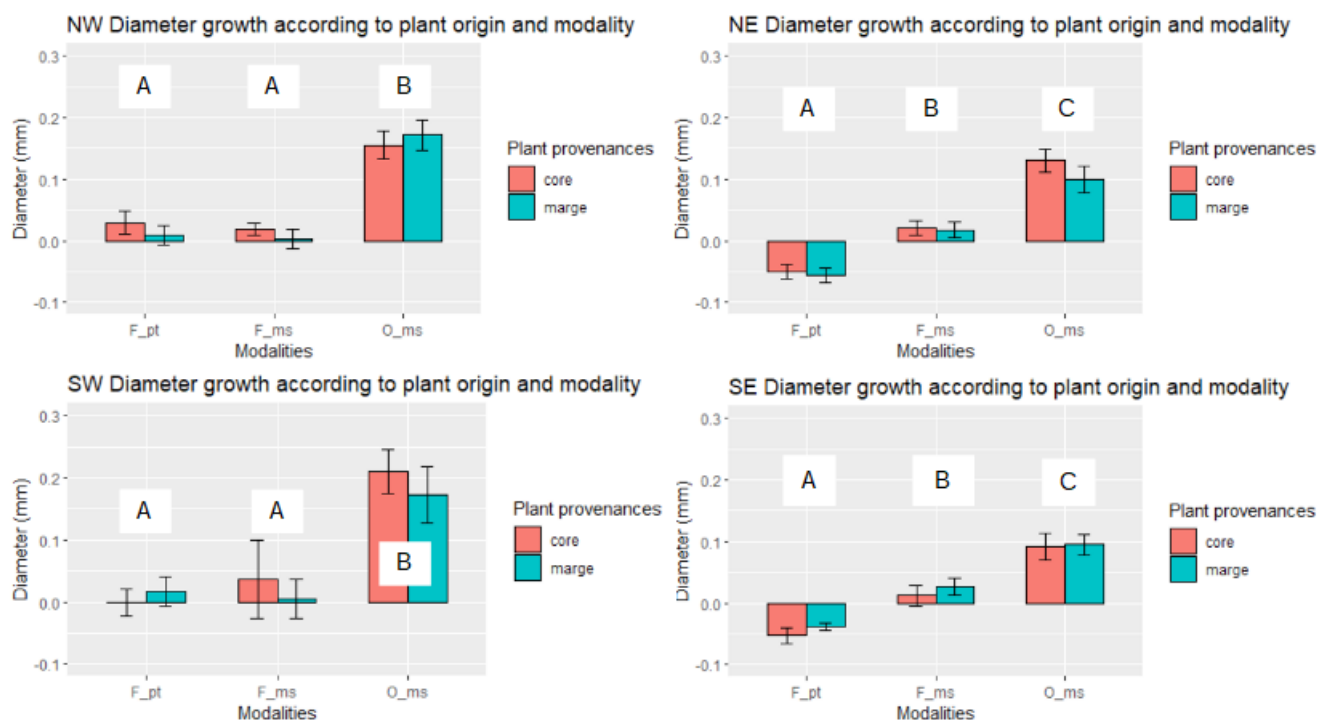 NW Diameter growth according to plant origin and modality
Diameter (mm)
0.3
0.2
0.1
0.0
-0.1
A
A
B
F_pt
F_ms
O_ms
Modalities
Plant provenances
core
marge
NE Diameter growth according to plant origin and modality
Diameter (mm)
0.3
0.2
0.1
0.0
-0.1
A
B
C
F_pt
F_ms
O_ms
Modalities
Plant provenances
core
marge
SW Diameter growth according to plant origin and modality
Diameter (mm)
0.3
0.2
0.1
0.0
-0.1
A
A
B
F_pt
F_ms
O_ms
Modalities
Plant provenances
core
marge
SE Diameter growth according to plant origin and modality
Diameter (mm)
0.3
0.2
0.1
0.0
-0.1
A
B
C
F_pt
F_ms
O_ms
Modalities
Plant provenances
core
marge